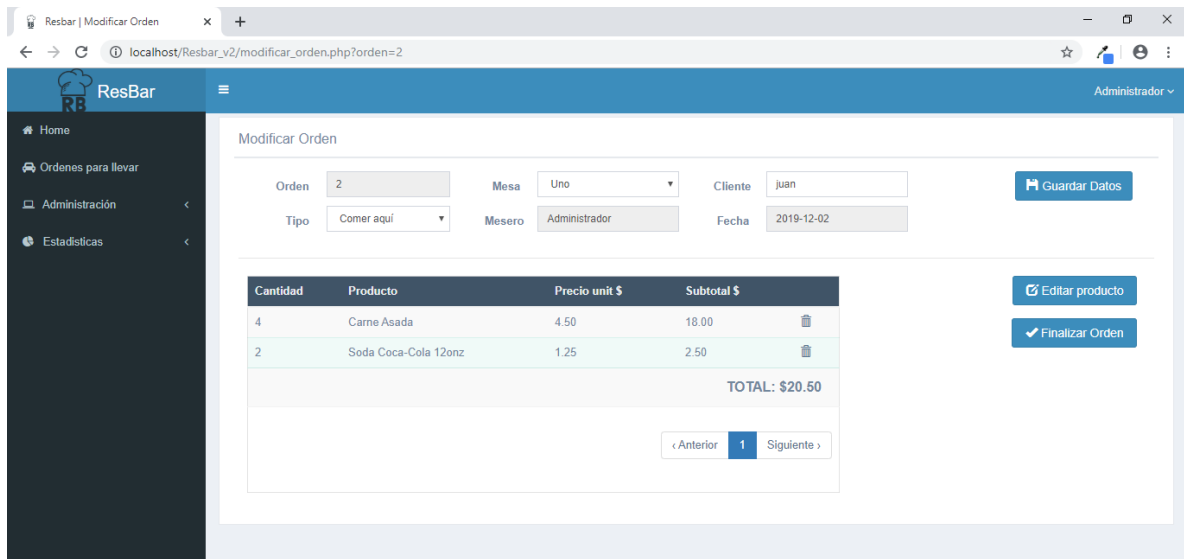 Resbar | Modificar Orden
localhost/Resbar_v2/modificar_orden.php?orden=2
RB ResBar
Administrador
Home
Ordenes para llevar
Administración
Estadisticas
Modificar Orden
Orden 2 Mesa Uno Cliente juan Guardar Datos
Tipo Comer aquí Mesero Administrador Fecha 2019-12-02
Cantidad Producto Precio unit $ Subtotal $
4 Carne Asada 4.50 18.00
2 Soda Coca-Cola 12onz 1.25 2.50
TOTAL: $20.50
‹ Anterior 1 Siguiente ›
Editar producto
Finalizar Orden